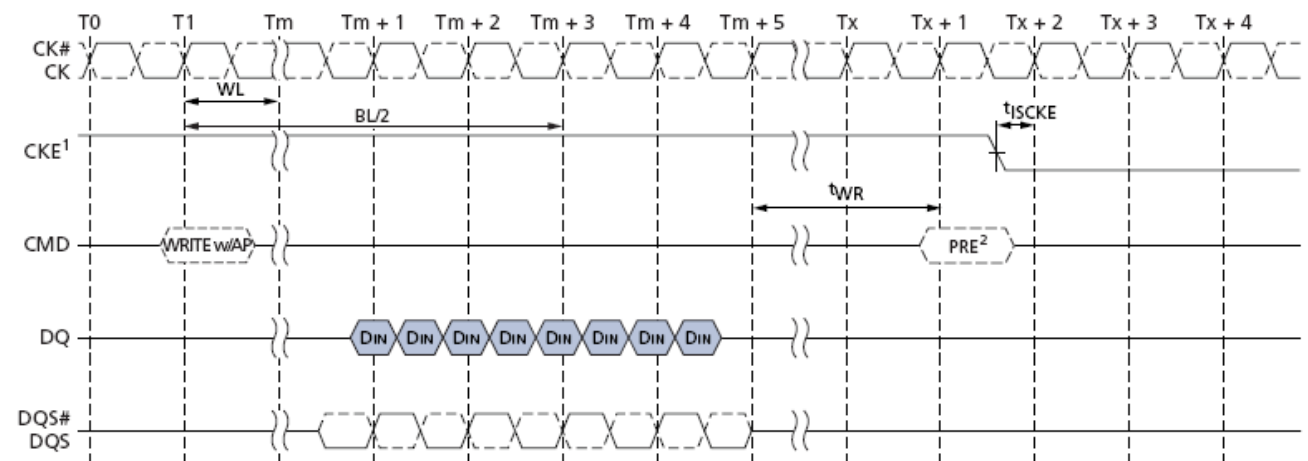 T0 T1 Tm Tm + 1 Tm + 2 Tm + 3 Tm + 4 Tm + 5 Tx Tx + 1 Tx + 2 Tx + 3 Tx + 4
CK#
CK
WL
BL/2
tISCKE
CKE1
tWR
CMD WRITE w/AP PRE2
DQ DIN DIN DIN DIN DIN DIN DIN DIN
DQS#
DQS